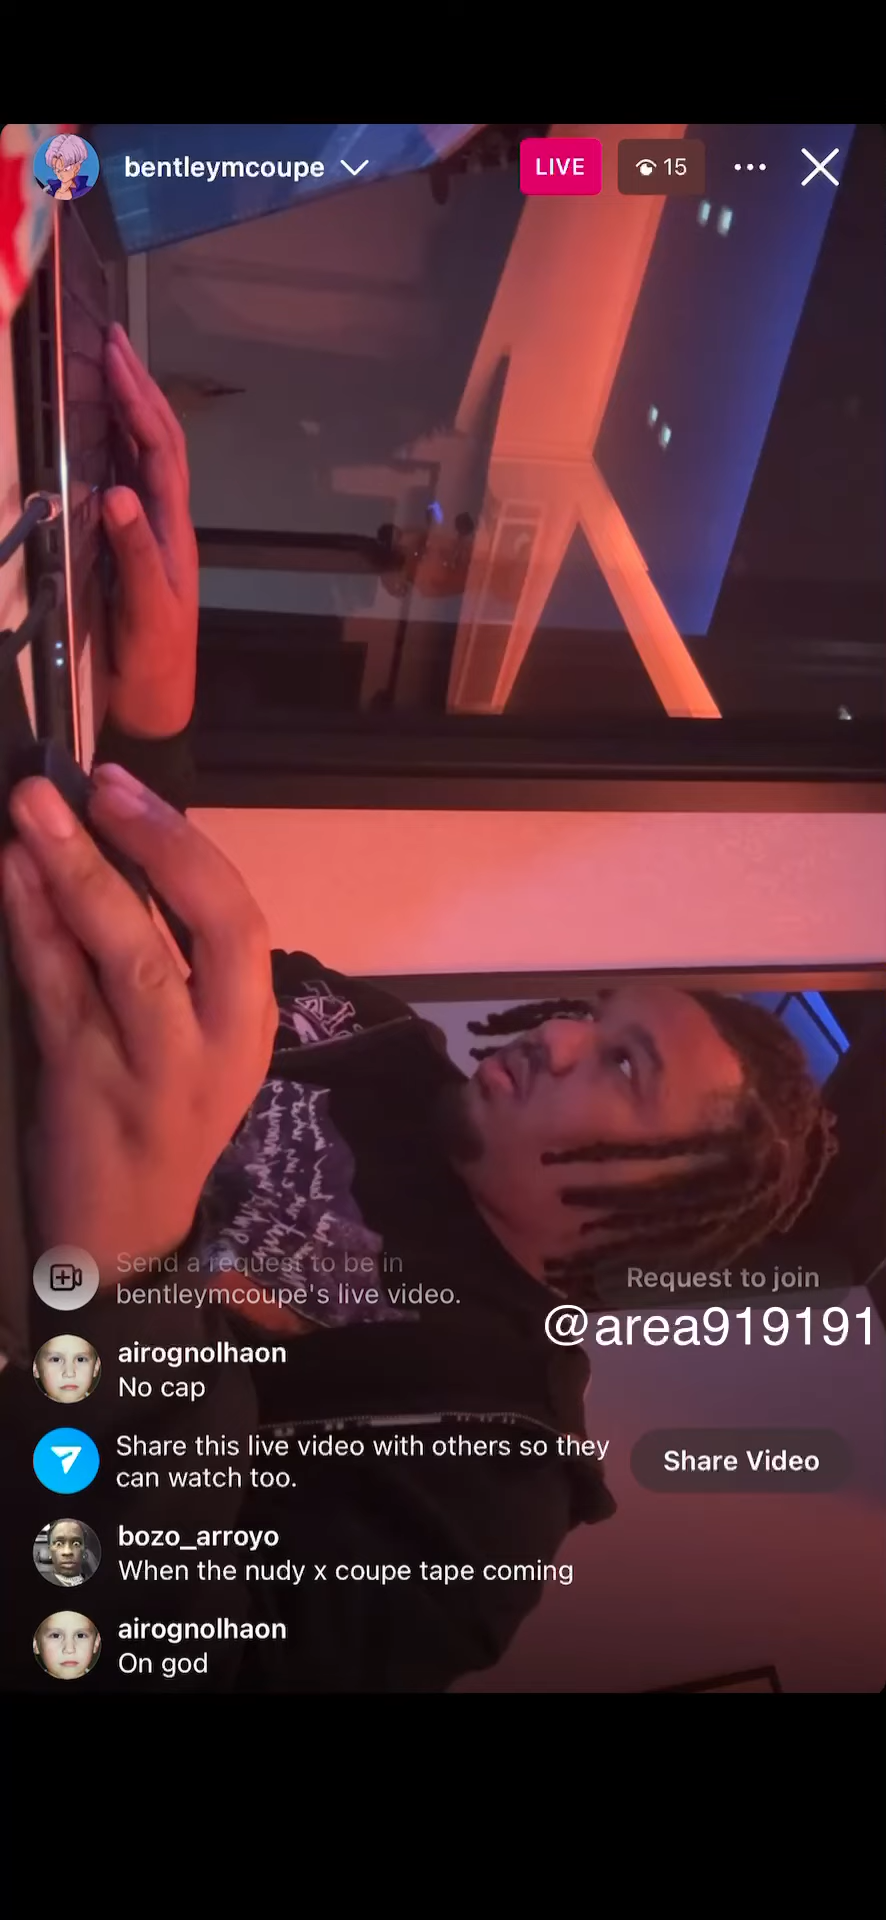 bentleymcoupe
LIVE
15
Send a request to be in
bentleymcoupe's live video.
Request to join
@area919191
airognolhaon
No cap
Share this live video with others so they
can watch too.
Share Video
bozo_arroyo
When the nudy x coupe tape coming
airognolhaon
On god